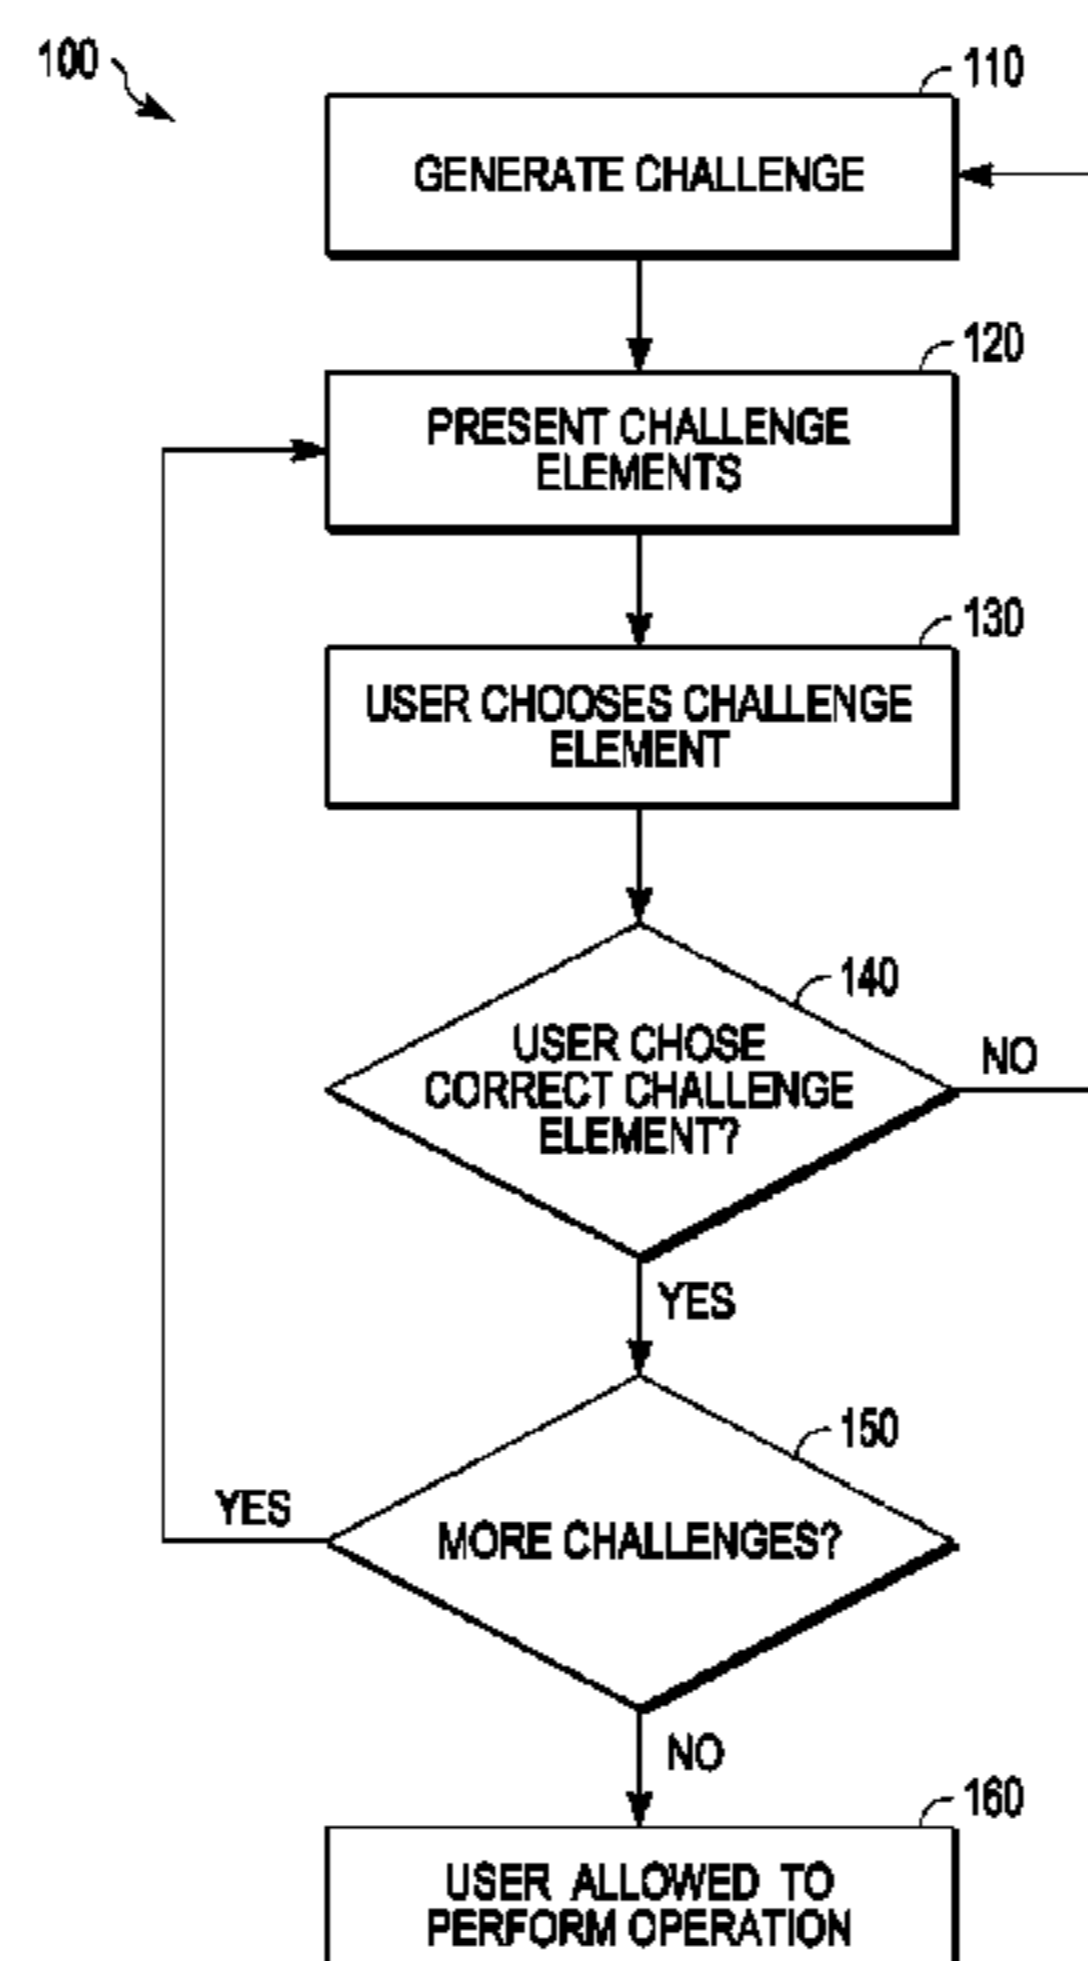 100
110
GENERATE CHALLENGE
120
PRESENT CHALLENGE
ELEMENTS
130
USER CHOOSES CHALLENGE
ELEMENT
140
USER CHOSE
CORRECT CHALLENGE
ELEMENT?
NO
YES
150
MORE CHALLENGES?
YES
NO
160
USER ALLOWED TO
PERFORM OPERATION